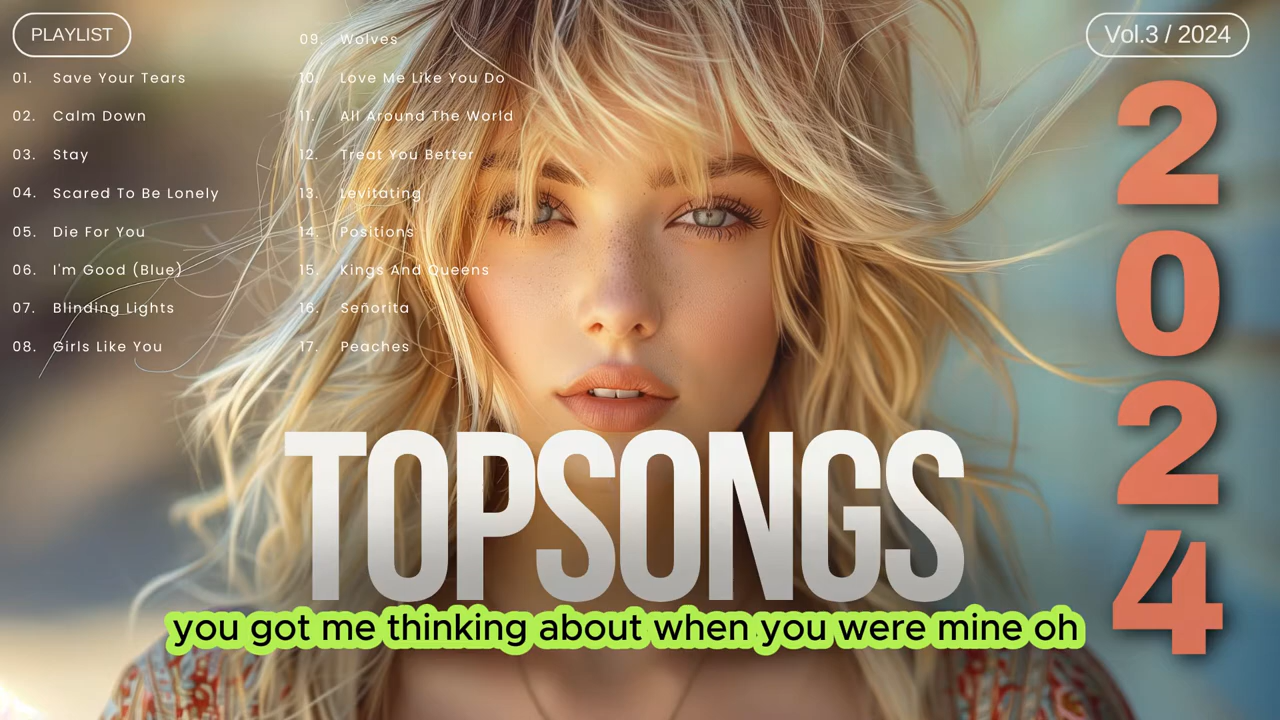 PLAYLIST
01. Save Your Tears
02. Calm Down
03. Stay
04. Scared To Be Lonely
05. Die For You
06. I'm Good (Blue)
07. Blinding Lights
08. Girls Like You
09. Wolves
10. Love Me Like You Do
11. All Around The World
12. Treat You Better
13. Levitating
14. Positions
15. Kings And Queens
16. Señorita
17. Peaches
Vol.3 / 2024
2024
TOPSONGS
you got me thinking about when you were mine oh